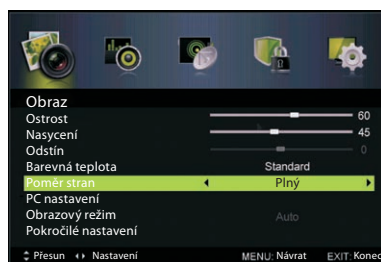 Obraz
Ostrost 60
Nasycení 45
Odstín 0
Barevná teplota Standard
Poměr stran Plný
PC nastavení
Obrazový režim Auto
Pokročilé nastavení
Přesun Nastavení MENU: Návrat EXIT: Konec